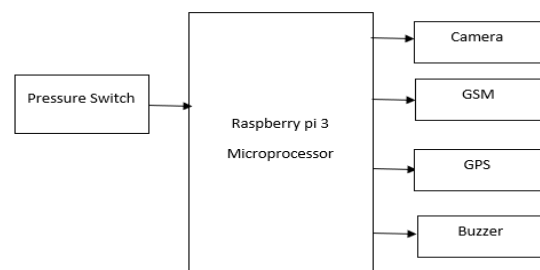 Camera
Pressure Switch
GSM
Raspberry pi 3
Microprocessor
GPS
Buzzer